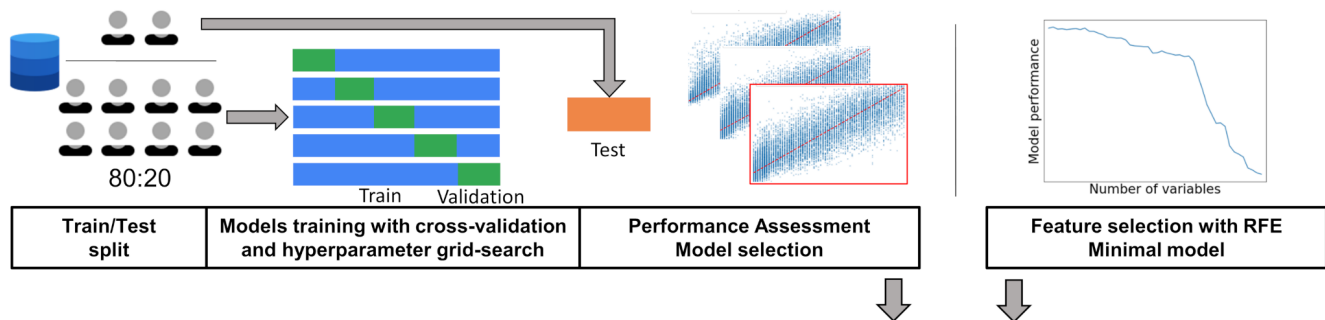 80:20
Train
Validation
Test
Model performance
Number of variables
Train/Test
split
Models training with cross-validation
and hyperparameter grid-search
Performance Assessment
Model selection
Feature selection with RFE
Minimal model